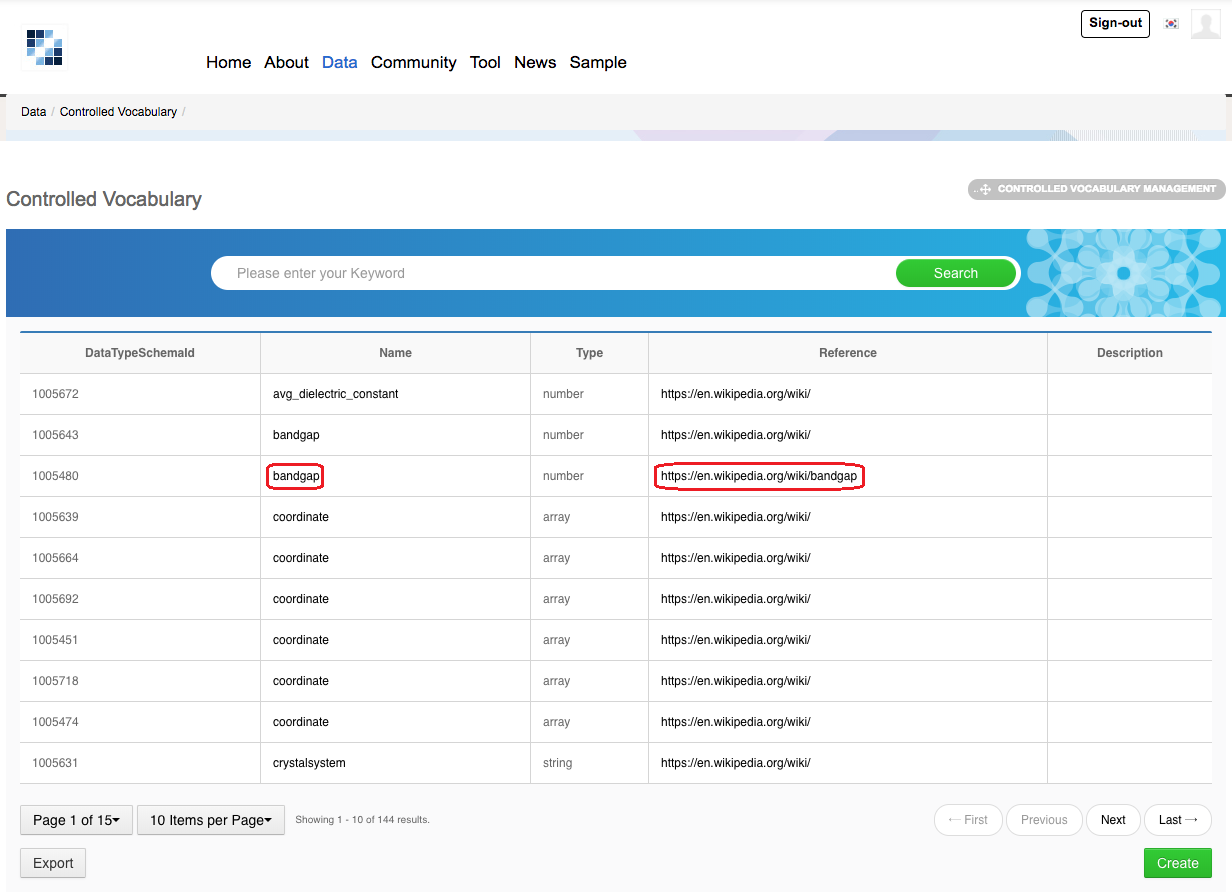 Sign-out
Home About Data Community Tool News Sample
Data / Controlled Vocabulary /
Controlled Vocabulary
CONTROLLED VOCABULARY MANAGEMENT
Please enter your Keyword Search
DataTypeSchemaId Name Type Reference Description
1005672 avg_dielectric_constant number https://en.wikipedia.org/wiki/
1005643 bandgap number https://en.wikipedia.org/wiki/
1005480 bandgap number https://en.wikipedia.org/wiki/bandgap
1005639 coordinate array https://en.wikipedia.org/wiki/
1005664 coordinate array https://en.wikipedia.org/wiki/
1005692 coordinate array https://en.wikipedia.org/wiki/
1005451 coordinate array https://en.wikipedia.org/wiki/
1005718 coordinate array https://en.wikipedia.org/wiki/
1005474 coordinate array https://en.wikipedia.org/wiki/
1005631 crystalsystem string https://en.wikipedia.org/wiki/
Page 1 of 15 10 Items per Page Showing 1 - 10 of 144 results. ← First Previous Next Last →
Export Create